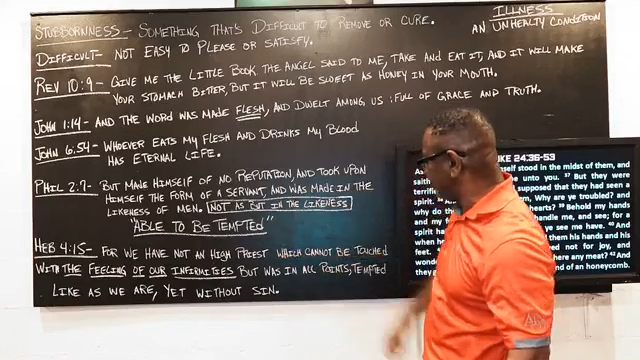 STUBBORNNESS - SOMETHING THAT'S DIFFICULT TO REMOVE OR CURE.
ILLNESS
AN UNHEALTY CONDITION
DIFFICULT - NOT EASY TO PLEASE OR SATISFY.
REV 10:9 - GIVE ME THE LITTLE BOOK. THE ANGEL SAID TO ME, TAKE AND EAT IT, AND IT WILL MAKE
YOUR STOMACH BITTER, BUT IT WILL BE SWEET AS HONEY IN YOUR MOUTH.
JOHN 1:14 - AND THE WORD WAS MADE FLESH, AND DWELT AMONG US: FULL OF GRACE AND TRUTH.
JOHN 6:54 - WHOEVER EATS MY FLESH AND DRINKS MY BLOOD
HAS ETERNAL LIFE.
PHIL 2:7 - BUT MADE HIMSELF OF NO REPUTATION, AND TOOK UPON
HIMSELF THE FORM OF A SERVANT, AND WAS MADE IN THE
LIKENESS OF MEN. NOT AS BUT IN THE LIKENESS
"ABLE TO BE TEMPTED"
HEB 4:15 - FOR WE HAVE NOT AN HIGH PRIEST WHICH CANNOT BE TOUCHED
WITH THE FEELING OF OUR INFIRMITIES BUT WAS IN ALL POINTS, TEMPTED
LIKE AS WE ARE, YET WITHOUT SIN.
UKE 24:36-53
self stood in the midst of them, and
saith unto you. 37 But they were
terrifie supposed that they had seen
a spirit. em, Why are ye troubled? and
why do hearts? 39 Behold my hands
and my handle me, and see; for a
spirit ha ye see me have. 40 And
when he them his hands and his
feet. ed not for joy, and
wonde here any meat? 42 And
they g nd of an honeycomb.